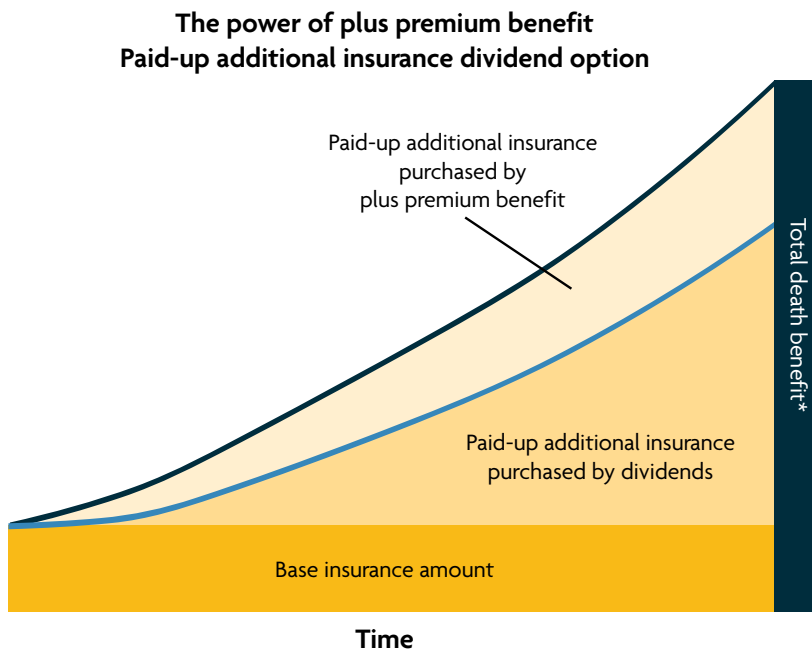 The power of plus premium benefit
Paid-up additional insurance dividend option
Paid-up additional insurance
purchased by
plus premium benefit
Total death benefit*
Paid-up additional insurance
purchased by dividends
Base insurance amount
Time